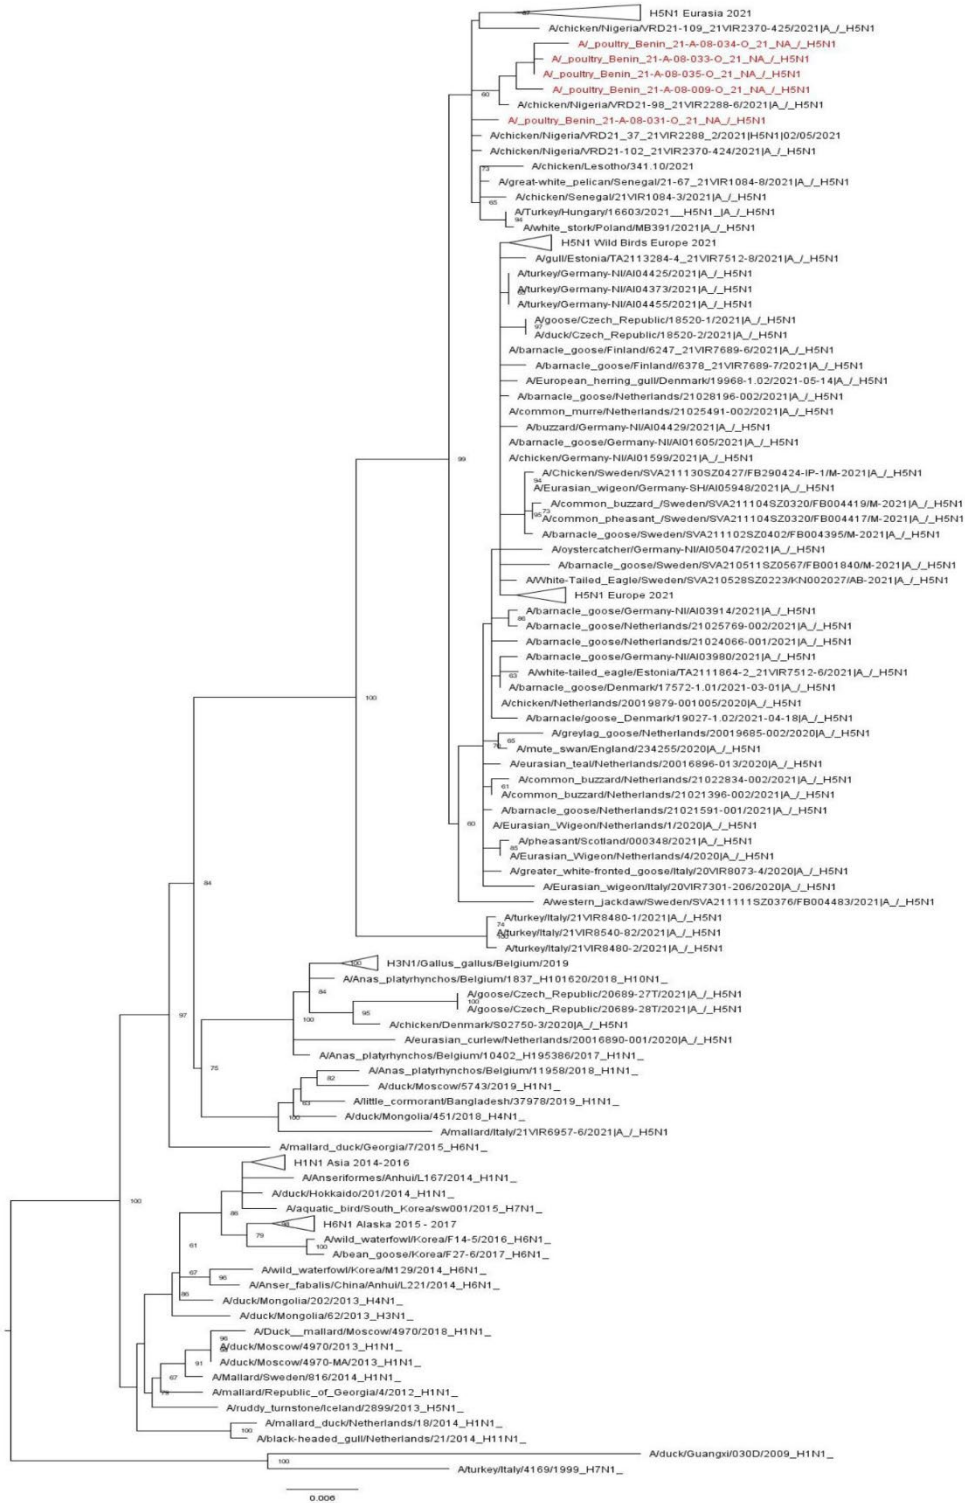 87 H5N1 Eurasia 2021
A/chicken/Nigeria/VRD21-109_21VIR2370-425/2021|A_/_H5N1
A/_poultry_Benin_21-A-08-034-O_21_NA_/_H5N1
A/_poultry_Benin_21-A-08-033-O_21_NA_/_H5N1
A/_poultry_Benin_21-A-08-035-O_21_NA_/_H5N1
A/_poultry_Benin_21-A-08-009-O_21_NA_/_H5N1
60
A/chicken/Nigeria/VRD21-98_21VIR2288-6/2021|A_/_H5N1
A/_poultry_Benin_21-A-08-031-O_21_NA_/_H5N1
A/chicken/Nigeria/VRD21_37_21VIR2288_2/2021|H5N1|02/05/2021
A/chicken/Nigeria/VRD21-102_21VIR2370-424/2021|A_/_H5N1
A/chicken/Lesotho/341.10/2021
73
A/great-white_pelican/Senegal/21-67_21VIR1084-8/2021|A_/_H5N1
A/chicken/Senegal/21VIR1084-3/2021|A_/_H5N1
65
A/Turkey/Hungary/16603/2021__H5N1_|A_/_H5N1
94
A/white_stork/Poland/MB391/2021|A_/_H5N1
H5N1 Wild Birds Europe 2021
A/gull/Estonia/TA2113284-4_21VIR7512-8/2021|A_/_H5N1
A/turkey/Germany-NI/AI04425/2021|A_/_H5N1
A/turkey/Germany-NI/AI04373/2021|A_/_H5N1
A/turkey/Germany-NI/AI04455/2021|A_/_H5N1
A/goose/Czech_Republic/18520-1/2021|A_/_H5N1
97
A/duck/Czech_Republic/18520-2/2021|A_/_H5N1
A/barnacle_goose/Finland/6247_21VIR7689-6/2021|A_/_H5N1
A/barnacle_goose/Finland//6378_21VIR7689-7/2021|A_/_H5N1
A/European_herring_gull/Denmark/19968-1.02/2021-05-14|A_/_H5N1
A/barnacle_goose/Netherlands/21028196-002/2021|A_/_H5N1
A/common_murre/Netherlands/21025491-002/2021|A_/_H5N1
A/buzzard/Germany-NI/AI04429/2021|A_/_H5N1
A/barnacle_goose/Germany-NI/AI01605/2021|A_/_H5N1
A/chicken/Germany-NI/AI01599/2021|A_/_H5N1
99
A/Chicken/Sweden/SVA211130SZ0427/FB290424-IP-1/M-2021|A_/_H5N1
94
A/Eurasian_wigeon/Germany-SH/AI05948/2021|A_/_H5N1
A/common_buzzard_/Sweden/SVA211104SZ0320/FB004419/M-2021|A_/_H5N1
95 73
A/common_pheasant_/Sweden/SVA211104SZ0320/FB004417/M-2021|A_/_H5N1
A/barnacle_goose/Sweden/SVA211102SZ0402/FB004395/M-2021|A_/_H5N1
A/oystercatcher/Germany-NI/AI05047/2021|A_/_H5N1
A/barnacle_goose/Sweden/SVA210511SZ0567/FB001840/M-2021|A_/_H5N1
A/White-Tailed_Eagle/Sweden/SVA210528SZ0223/KN002027/AB-2021|A_/_H5N1
H5N1 Europe 2021
A/barnacle_goose/Germany-NI/AI03914/2021|A_/_H5N1
86
A/barnacle_goose/Netherlands/21025769-002/2021|A_/_H5N1
A/barnacle_goose/Netherlands/21024066-001/2021|A_/_H5N1
A/barnacle_goose/Germany-NI/AI03980/2021|A_/_H5N1
A/white-tailed_eagle/Estonia/TA2111864-2_21VIR7512-6/2021|A_/_H5N1
63
A/barnacle_goose/Denmark/17572-1.01/2021-03-01|A_/_H5N1
100
A/chicken/Netherlands/20019879-001005/2020|A_/_H5N1
A/barnacle/goose_Denmark/19027-1.02/2021-04-18|A_/_H5N1
A/greylag_goose/Netherlands/20019685-002/2020|A_/_H5N1
65
70
A/mute_swan/England/234255/2020|A_/_H5N1
A/eurasian_teal/Netherlands/20016896-013/2020|A_/_H5N1
A/common_buzzard/Netherlands/21022834-002/2021|A_/_H5N1
61
A/common_buzzard/Netherlands/21021396-002/2021|A_/_H5N1
A/barnacle_goose/Netherlands/21021591-001/2021|A_/_H5N1
60
A/Eurasian_Wigeon/Netherlands/1/2020|A_/_H5N1
A/pheasant/Scotland/000348/2021|A_/_H5N1
85
A/Eurasian_Wigeon/Netherlands/4/2020|A_/_H5N1
A/greater_white-fronted_goose/Italy/20VIR8073-4/2020|A_/_H5N1
84
A/Eurasian_wigeon/Italy/20VIR7301-206/2020|A_/_H5N1
A/western_jackdaw/Sweden/SVA211111SZ0376/FB004483/2021|A_/_H5N1
A/turkey/Italy/21VIR8480-1/2021|A_/_H5N1
74
A/turkey/Italy/21VIR8540-82/2021|A_/_H5N1
100
A/turkey/Italy/21VIR8480-2/2021|A_/_H5N1
100 H3N1/Gallus_gallus/Belgium/2019
A/Anas_platyrhynchos/Belgium/1837_H101620/2018_H10N1_
84
A/goose/Czech_Republic/20689-27T/2021|A_/_H5N1
100
A/goose/Czech_Republic/20689-28T/2021|A_/_H5N1
95
97
100
A/chicken/Denmark/S02750-3/2020|A_/_H5N1
A/eurasian_curlew/Netherlands/20016890-001/2020|A_/_H5N1
A/Anas_platyrhynchos/Belgium/10402_H195386/2017_H1N1_
75
A/Anas_platyrhynchos/Belgium/11958/2018_H1N1_
82
A/duck/Moscow/5743/2019_H1N1_
A/little_cormorant/Bangladesh/37978/2019_H1N1_
63
100
A/duck/Mongolia/451/2018_H4N1_
A/mallard/Italy/21VIR6957-6/2021|A_/_H5N1
A/mallard_duck/Georgia/7/2015_H6N1_
H1N1 Asia 2014-2016
A/Anseriformes/Anhui/L167/2014_H1N1_
A/duck/Hokkaido/201/2014_H1N1_
100
A/aquatic_bird/South_Korea/sw001/2015_H7N1_
86
98 H6N1 Alaska 2015 - 2017
79
A/wild_waterfowl/Korea/F14-5/2016_H6N1_
61
100
A/bean_goose/Korea/F27-6/2017_H6N1_
A/wild_waterfowl/Korea/M129/2014_H6N1_
67
96
A/Anser_fabalis/China/Anhui/L221/2014_H6N1_
86
A/duck/Mongolia/202/2013_H4N1_
A/duck/Mongolia/62/2013_H3N1_
A/Duck__mallard/Moscow/4970/2018_H1N1_
96
A/duck/Moscow/4970/2013_H1N1_
91
A/duck/Moscow/4970-MA/2013_H1N1_
67
A/Mallard/Sweden/816/2014_H1N1_
79
A/mallard/Republic_of_Georgia/4/2012_H1N1_
A/ruddy_turnstone/Iceland/2899/2013_H5N1_
A/mallard_duck/Netherlands/18/2014_H1N1_
100
A/black-headed_gull/Netherlands/21/2014_H11N1_
A/duck/Guangxi/030D/2009_H1N1_
100
A/turkey/Italy/4169/1999_H7N1_
0.006